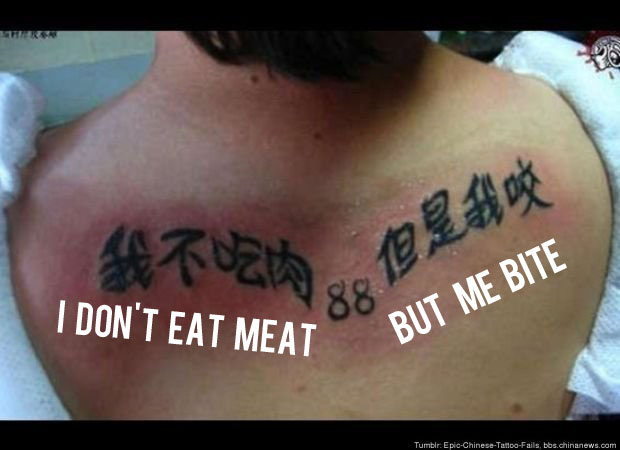 我不吃肉 88 但是我咬
I DON'T EAT MEAT
BUT ME BITE
Tumblr: Epic-Chinese-Tattoo-Fails, bbs.chinanews.com